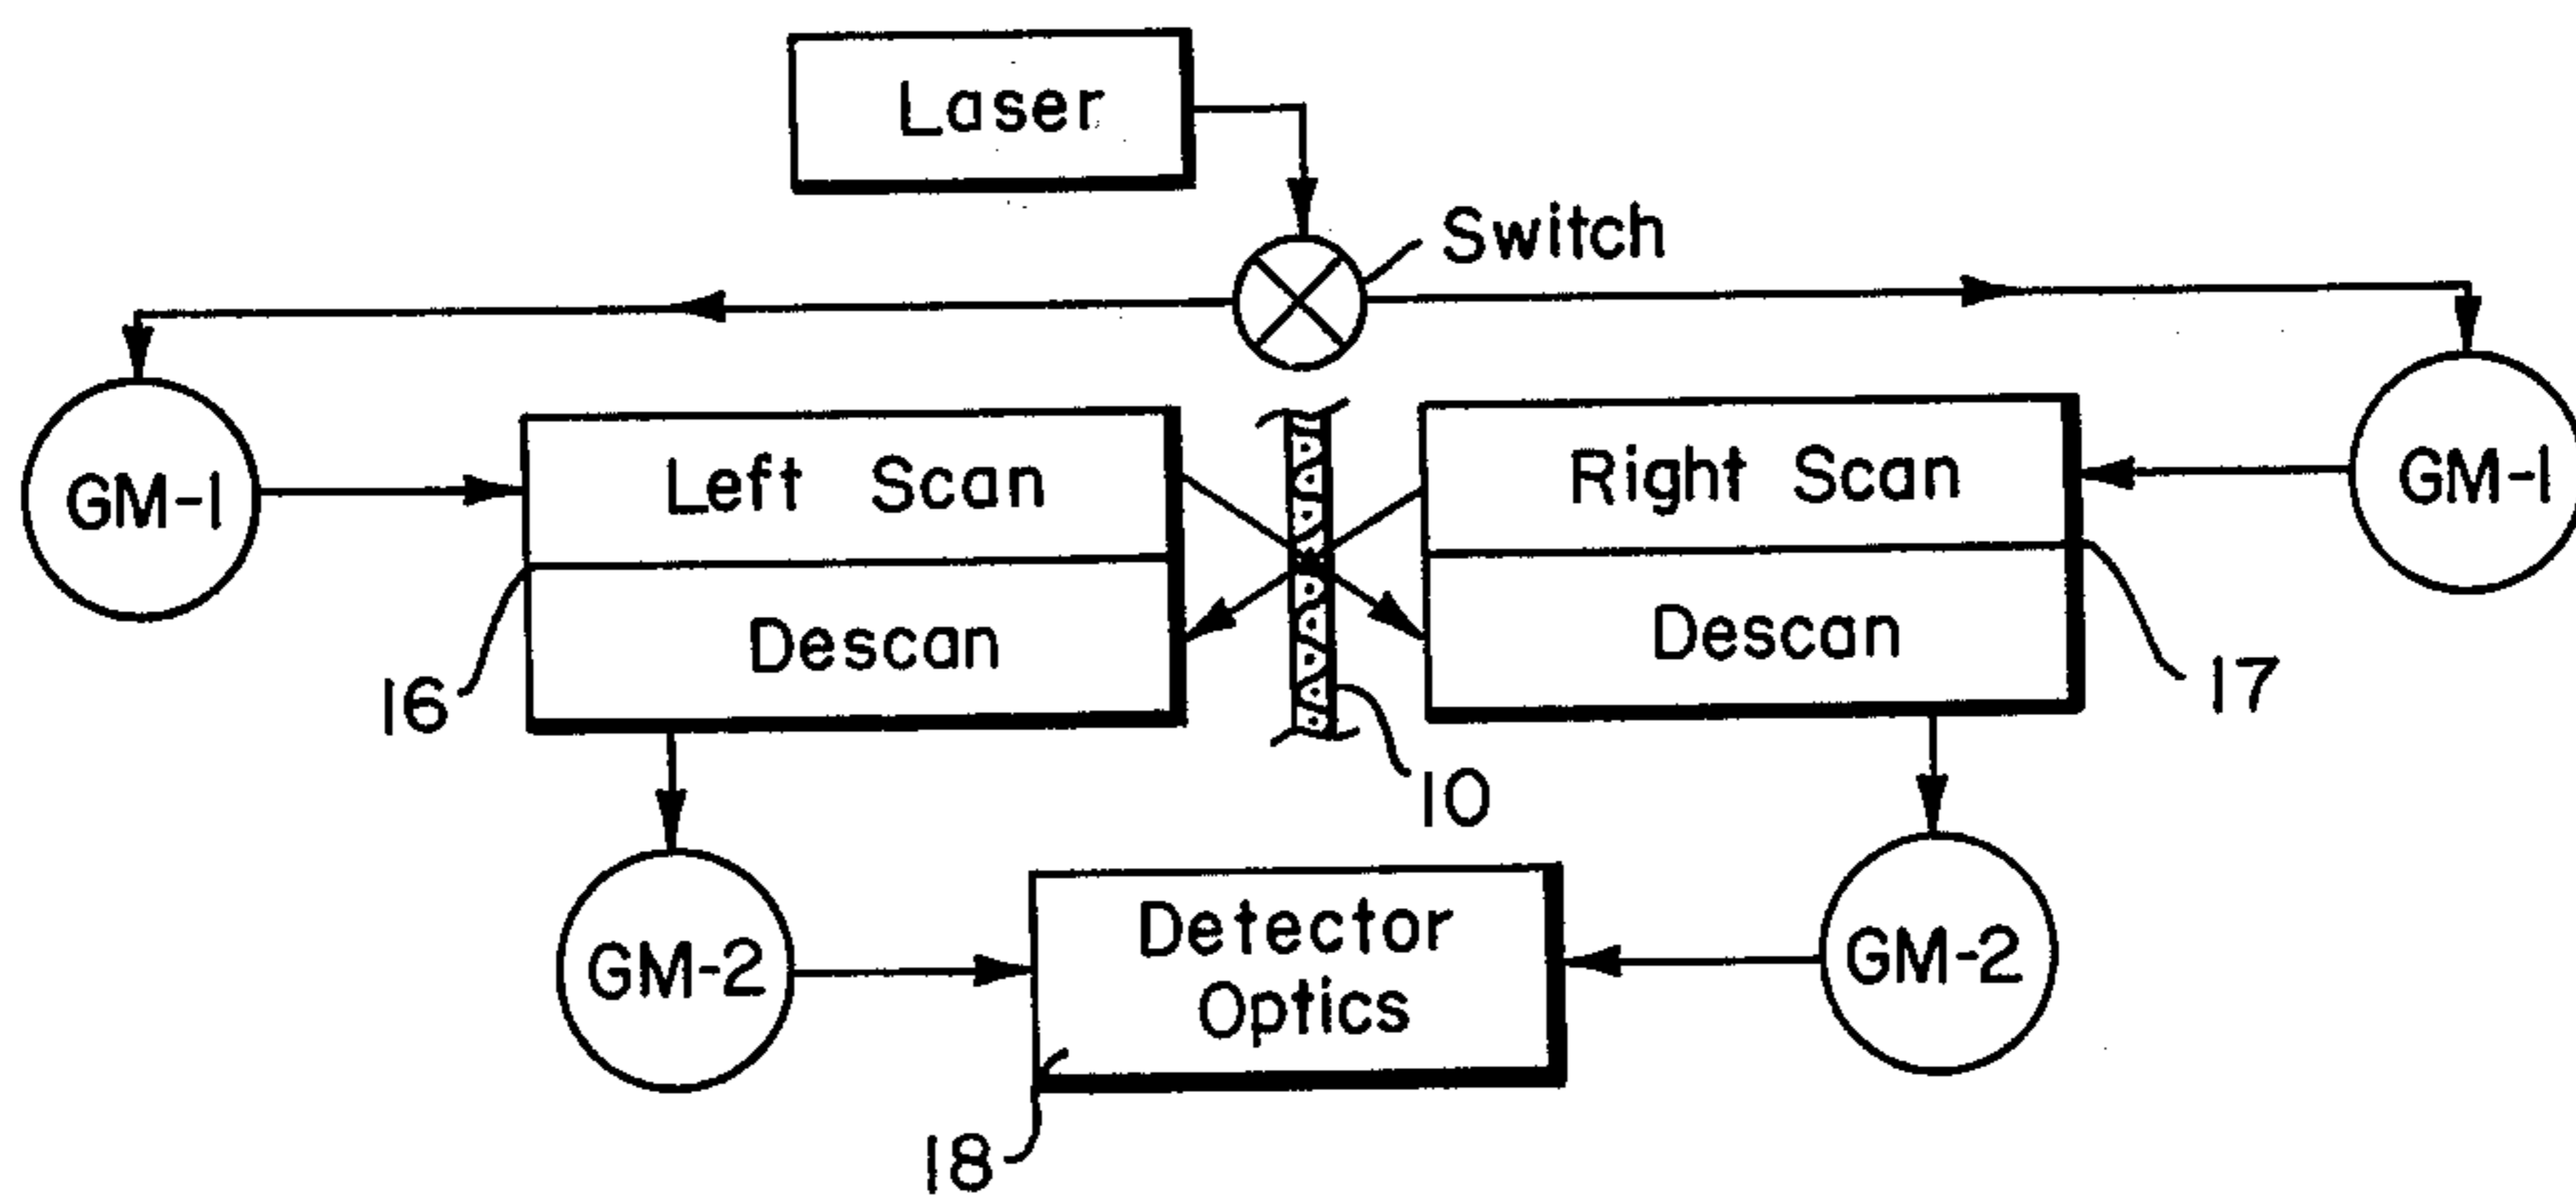 Laser
Switch
GM-1
Left Scan
Right Scan
GM-1
Descan
Descan
16
17
10
GM-2
Detector
Optics
GM-2
18